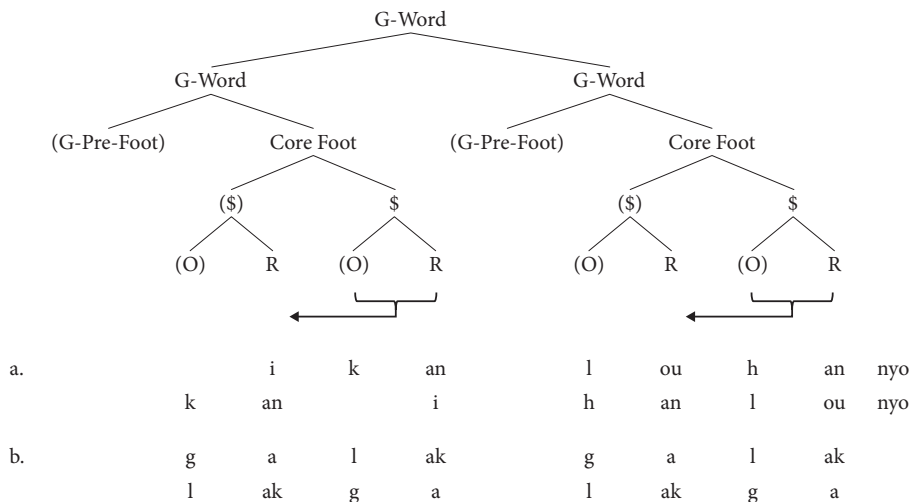 G-Word
G-Word G-Word
(G-Pre-Foot) Core Foot (G-Pre-Foot) Core Foot
($) $ ($) $
(O) R (O) R (O) R (O) R
a. i k an l ou h an nyo
k an i h an l ou nyo
b. g a l ak g a l ak
l ak g a l ak g a